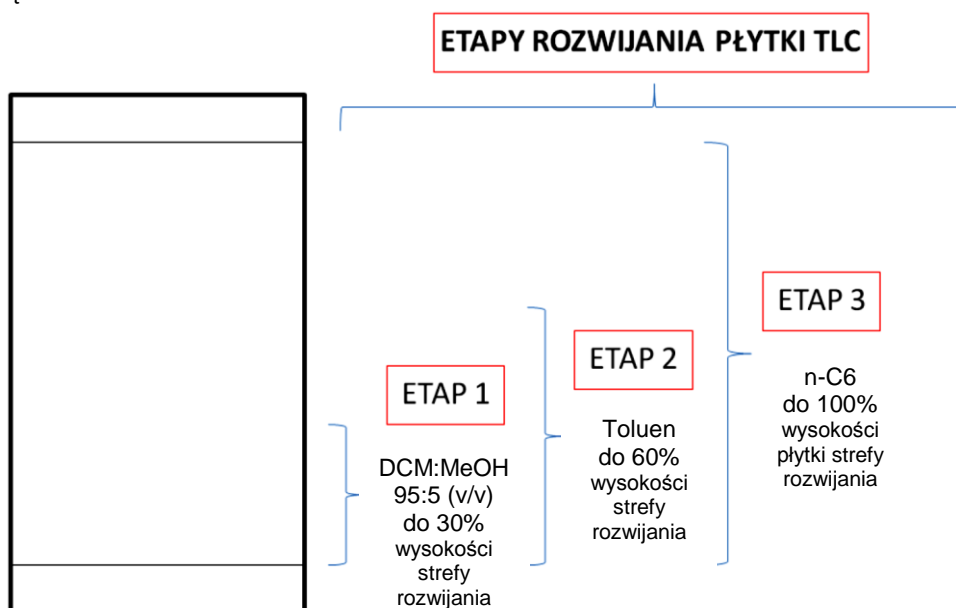 ETAPY ROZWIJANIA PŁYTKI TLC
ETAP 1
DCM:MeOH
95:5 (v/v)
do 30%
wysokości
strefy
rozwijania
ETAP 2
Toluen
do 60%
wysokości
strefy
rozwijania
ETAP 3
n-C6
do 100%
wysokości
płytki strefy
rozwijania